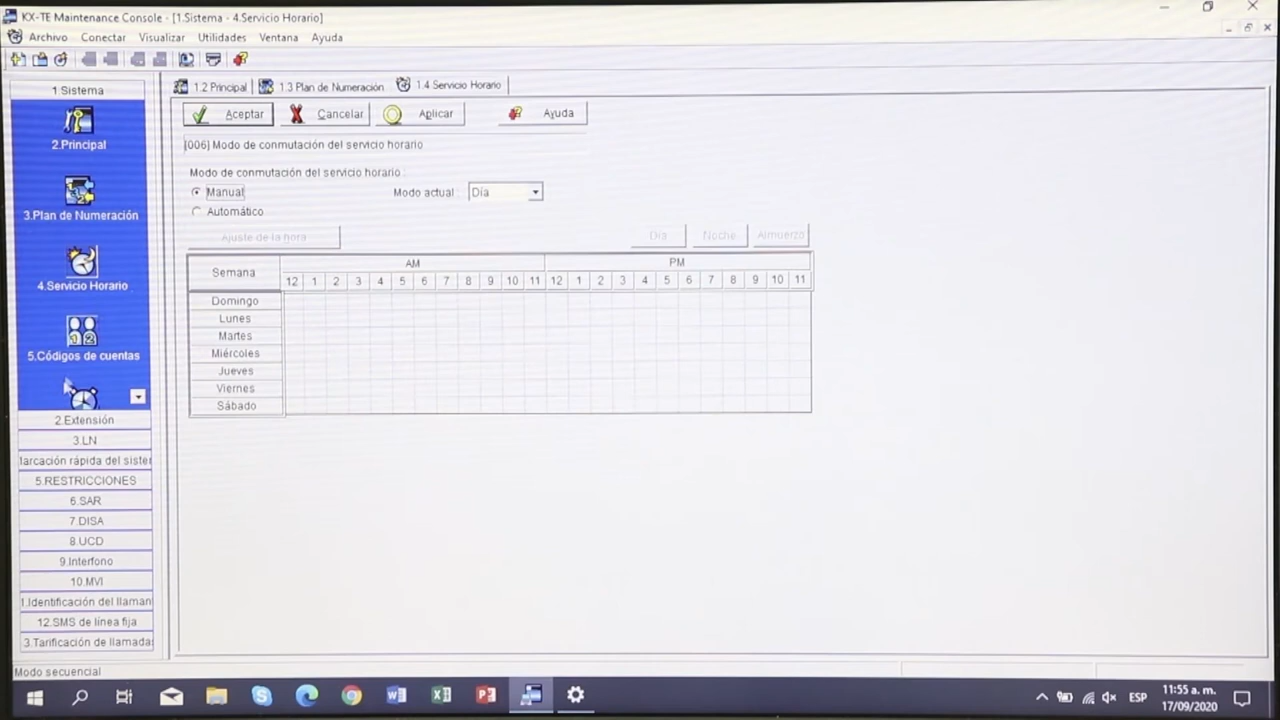 KX-TE Maintenance Console - [1.Sistema - 4.Servicio Horario]
Archivo Conectar Visualizar Utilidades Ventana Ayuda
1 Sistema
2.Principal
3.Plan de Numeración
4.Servicio Horario
5.Códigos de cuentas
2.Extensión
3.LN
larcación rápida del sister
5.RESTRICCIONES
6.SAR
7.DISA
8.UCD
9.Interfono
10.MVI
1.Identificación del llaman
12.SMS de línea fija
3.Tarificación de llamada
1.2 Principal 1.3 Plan de Numeración 1.4 Servicio Horario
Aceptar Cancelar Aplicar Ayuda
[006] Modo de conmutación del servicio horario
Modo de conmutación del servicio horario
Manual Modo actual Día
Automático
Ajuste de la hora Día Noche Almuerzo
Semana AM PM
12 1 2 3 4 5 6 7 8 9 10 11 12 1 2 3 4 5 6 7 8 9 10 11
Domingo
Lunes
Martes
Miércoles
Jueves
Viernes
Sábado
Modo secuencial
ESP 11:55 a. m.
17/09/2020